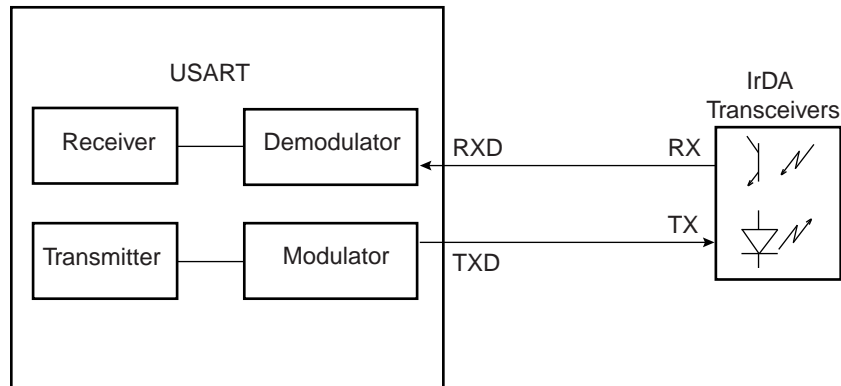 USART
IrDA
Transceivers
Receiver
Demodulator
RXD
RX
Transmitter
Modulator
TXD
TX